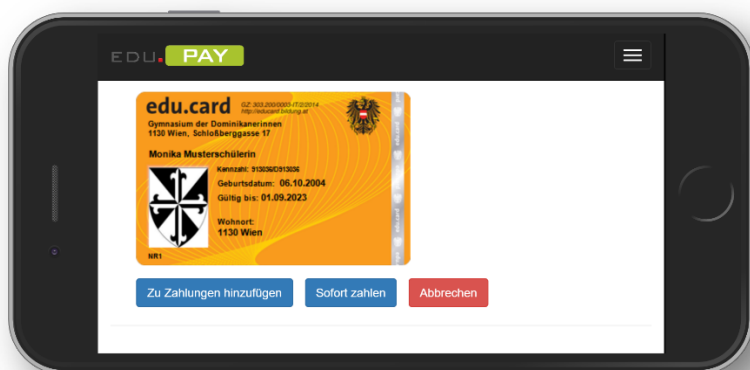 EDU. PAY
edu.card
GZ: 303.200/0003-IT/2/2014
http://educard.bildung.at
Gymnasium der Dominikanerinnen
1130 Wien, Schloßberggasse 17
Monika Musterschülerin
Kennzahl: 913036/D913036
Geburtsdatum: 06.10.2004
Gültig bis: 01.09.2023
Wohnort:
1130 Wien
NR1
Zu Zahlungen hinzufügen
Sofort zahlen
Abbrechen